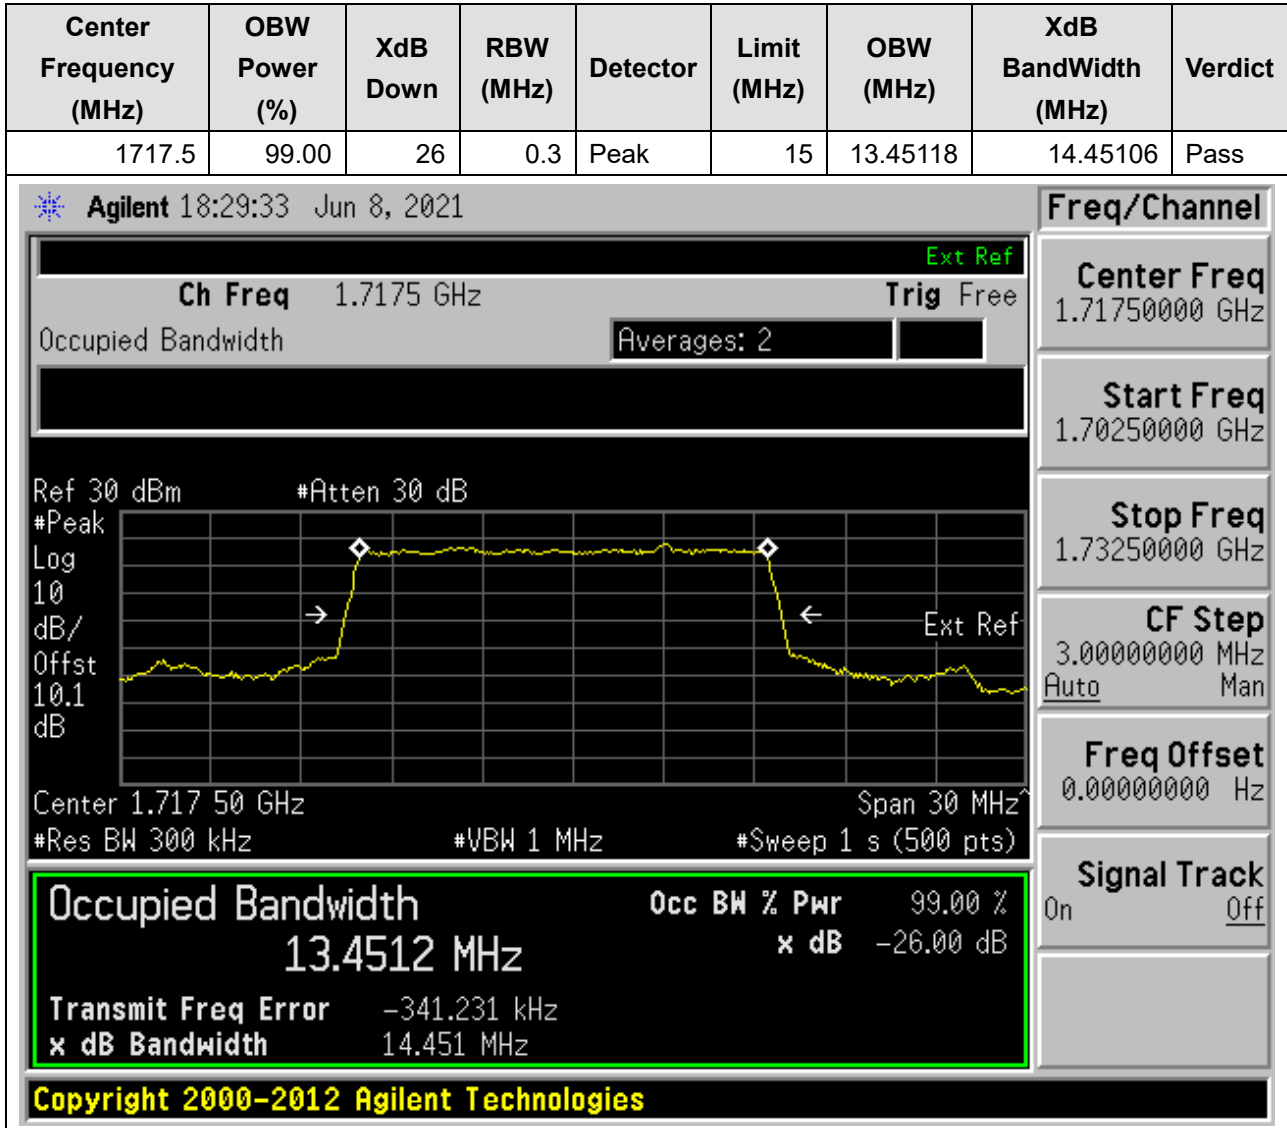 Center Frequency (MHz) OBW Power (%) XdB Down RBW (MHz) Detector Limit (MHz) OBW (MHz) XdB BandWidth (MHz) Verdict
1717.5 99.00 26 0.3 Peak 15 13.45118 14.45106 Pass
Agilent 18:29:33 Jun 8, 2021
Ext Ref
Ch Freq 1.7175 GHz Trig Free
Occupied Bandwidth Averages: 2
Ref 30 dBm #Atten 30 dB
#Peak
Log
10
dB/
Offst
10.1
dB
Ext Ref
Center 1.717 50 GHz Span 30 MHz^
#Res BW 300 kHz #VBW 1 MHz #Sweep 1 s (500 pts)
Occupied Bandwidth Occ BW % Pwr 99.00 %
13.4512 MHz x dB -26.00 dB
Transmit Freq Error -341.231 kHz
x dB Bandwidth 14.451 MHz
Copyright 2000-2012 Agilent Technologies
Freq/Channel
Center Freq
1.71750000 GHz
Start Freq
1.70250000 GHz
Stop Freq
1.73250000 GHz
CF Step
3.00000000 MHz
Auto Man
Freq Offset
0.00000000 Hz
Signal Track
On Off